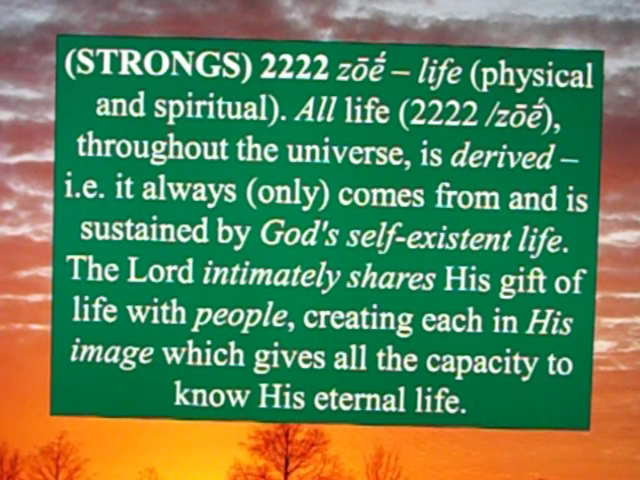 (STRONGS) 2222 zōḗ – life (physical
and spiritual). All life (2222 /zōḗ),
throughout the universe, is derived –
i.e. it always (only) comes from and is
sustained by God's self-existent life.
The Lord intimately shares His gift of
life with people, creating each in His
image which gives all the capacity to
know His eternal life.